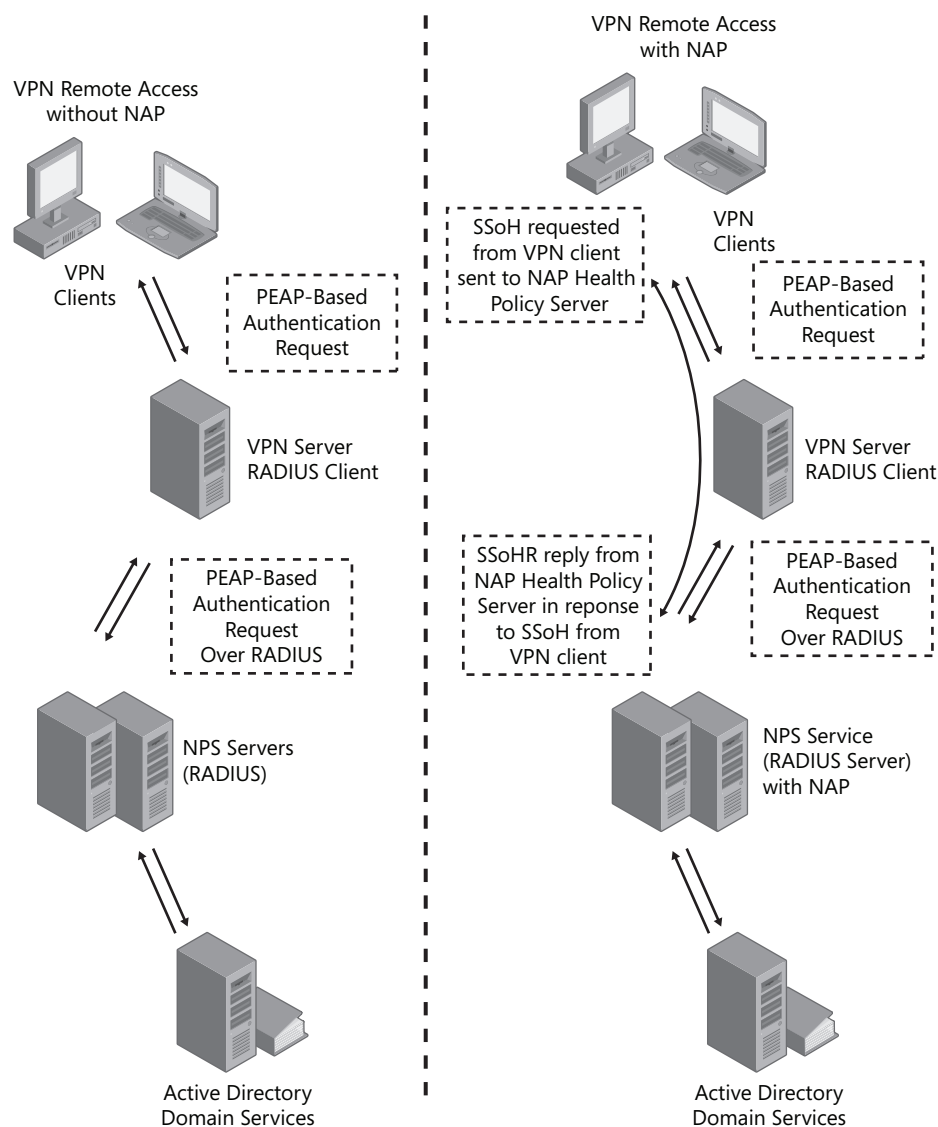 VPN Remote Access
without NAP
VPN
Clients
PEAP-Based
Authentication
Request
VPN Server
RADIUS Client
PEAP-Based
Authentication
Request
Over RADIUS
NPS Servers
(RADIUS)
Active Directory
Domain Services
VPN Remote Access
with NAP
VPN
Clients
SSoH requested
from VPN client
sent to NAP Health
Policy Server
PEAP-Based
Authentication
Request
VPN Server
RADIUS Client
SSoHR reply from
NAP Health Policy
Server in reponse
to SSoH from
VPN client
PEAP-Based
Authentication
Request
Over RADIUS
NPS Service
(RADIUS Server)
with NAP
Active Directory
Domain Services